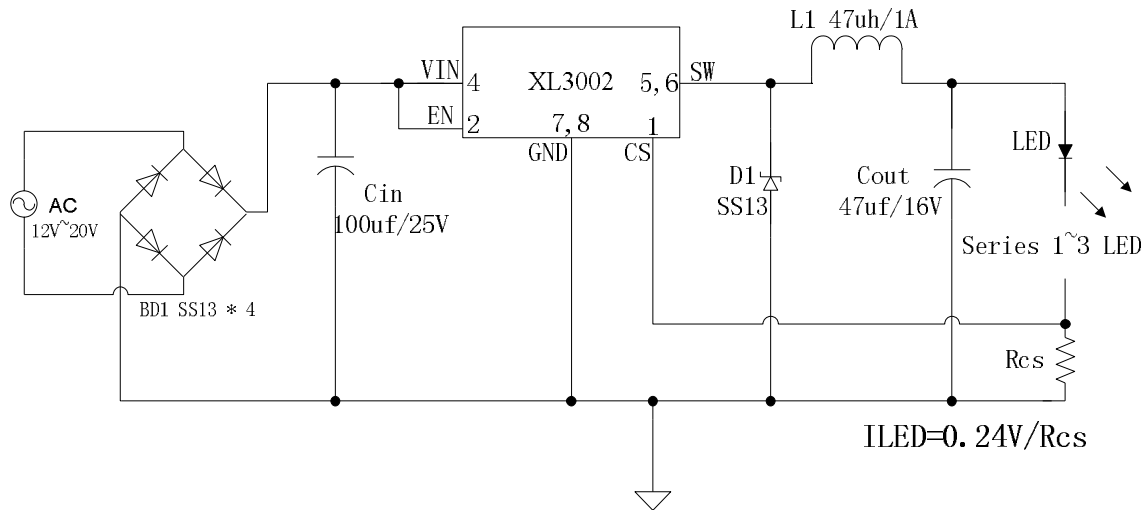 L1 47uh/1A
VIN
4
XL3002
5,6
SW
EN
2
7,8
1
GND
CS
AC
12V~20V
Cin
100uf/25V
D1
SS13
Cout
47uf/16V
LED
Series 1~3 LED
BD1 SS13 * 4
Rcs
ILED=0.24V/Rcs